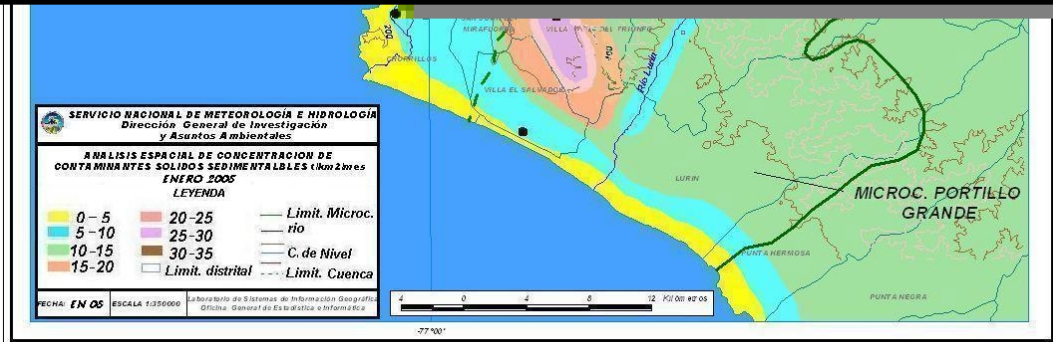 MIRAFLORES
VILLA
DEL TRIUNFO
200
100
CHORRILLOS
VILLA EL SALVADOR
Río Lurín
LURIN
MICROC. PORTILLO
GRANDE
PUNTA HERMOSA
PUNTA NEGRA
SERVICIO NACIONAL DE METEOROLOGÍA E HIDROLOGÍA
Dirección General de Investigación
y Asuntos Ambientales
ANALISIS ESPACIAL DE CONCENTRACION DE
CONTAMINANTES SOLIDOS SEDIMENTALBLES t/km2/mes
ENERO 2005
LEYENDA
0-5
5-10
10-15
15-20
20-25
25-30
30-35
Limit. distrital
Limit. Microc.
rio
C. de Nivel
Limit. Cuenca
FECHA: EN 05
ESCALA 1:350000
Laboratorio de Sistemas de Información Geográfica
Oficina General de Estadística e Informática
4 0 4 8 12 Kilómetros
-77°00'